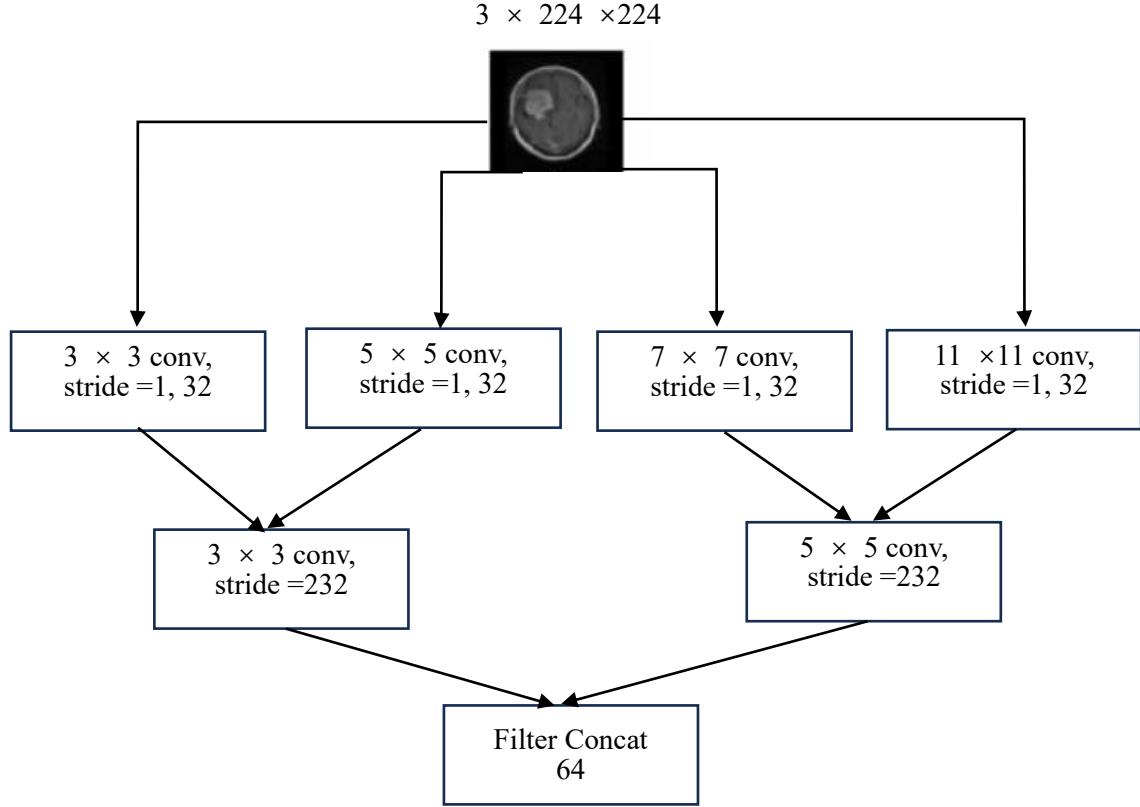 3 × 224 ×224
3 × 3 conv,
stride =1, 32
5 × 5 conv,
stride =1, 32
7 × 7 conv,
stride =1, 32
11 ×11 conv,
stride =1, 32
3 × 3 conv,
stride =232
5 × 5 conv,
stride =232
Filter Concat
64